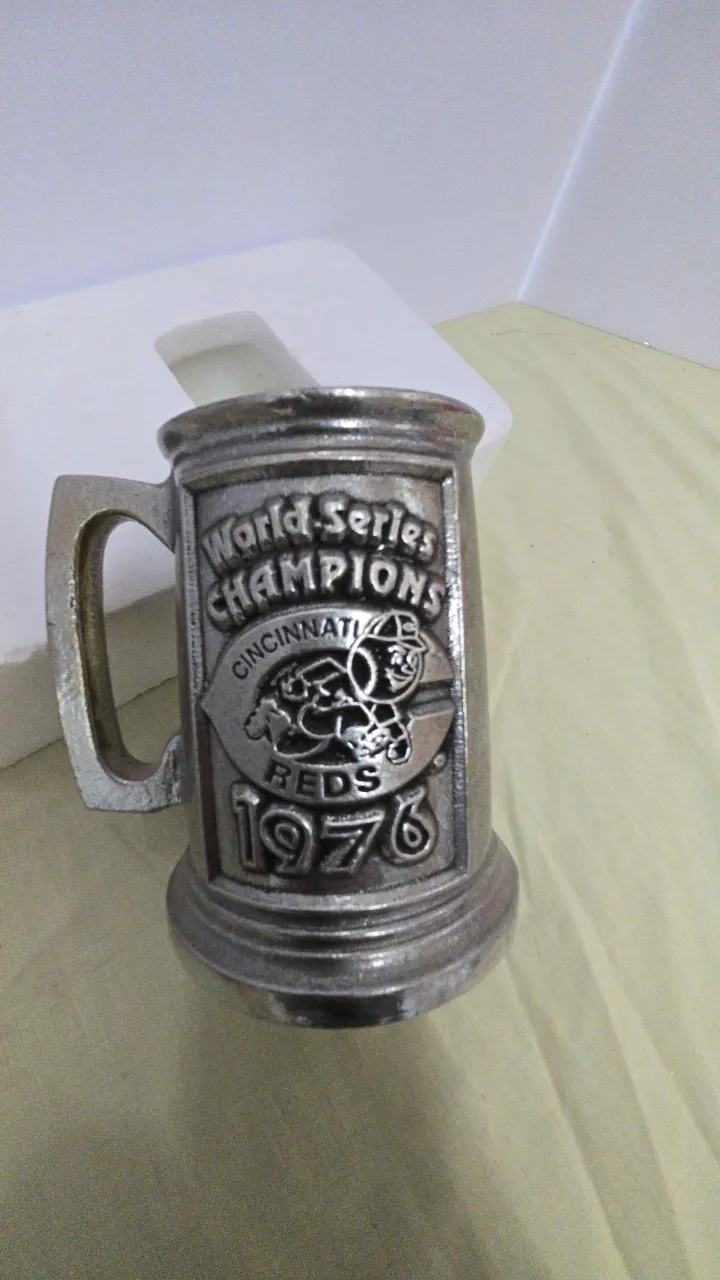 World Series
CHAMPIONS
CINCINNATI
REDS
1976